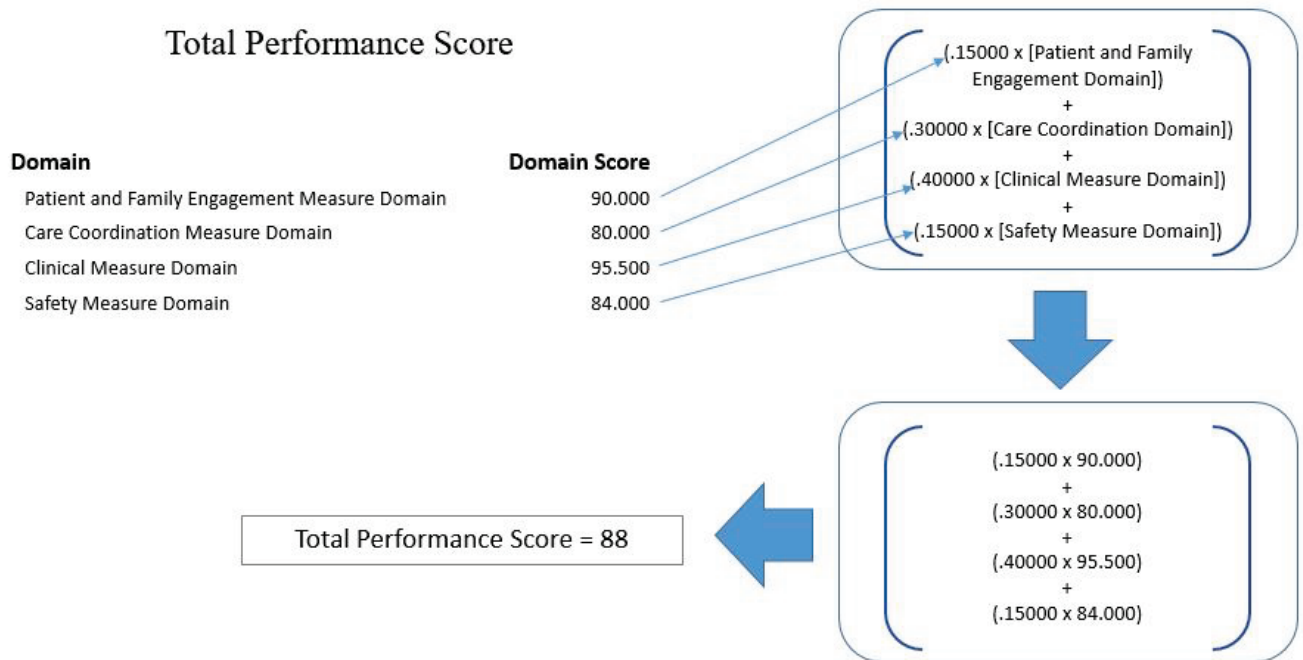 Total Performance Score
Domain Domain Score
Patient and Family Engagement Measure Domain 90.000
Care Coordination Measure Domain 80.000
Clinical Measure Domain 95.500
Safety Measure Domain 84.000
(.15000 x [Patient and Family
Engagement Domain])
+
(.30000 x [Care Coordination Domain])
+
(.40000 x [Clinical Measure Domain])
+
(.15000 x [Safety Measure Domain])
(.15000 x 90.000)
+
(.30000 x 80.000)
+
(.40000 x 95.500)
+
(.15000 x 84.000)
Total Performance Score = 88